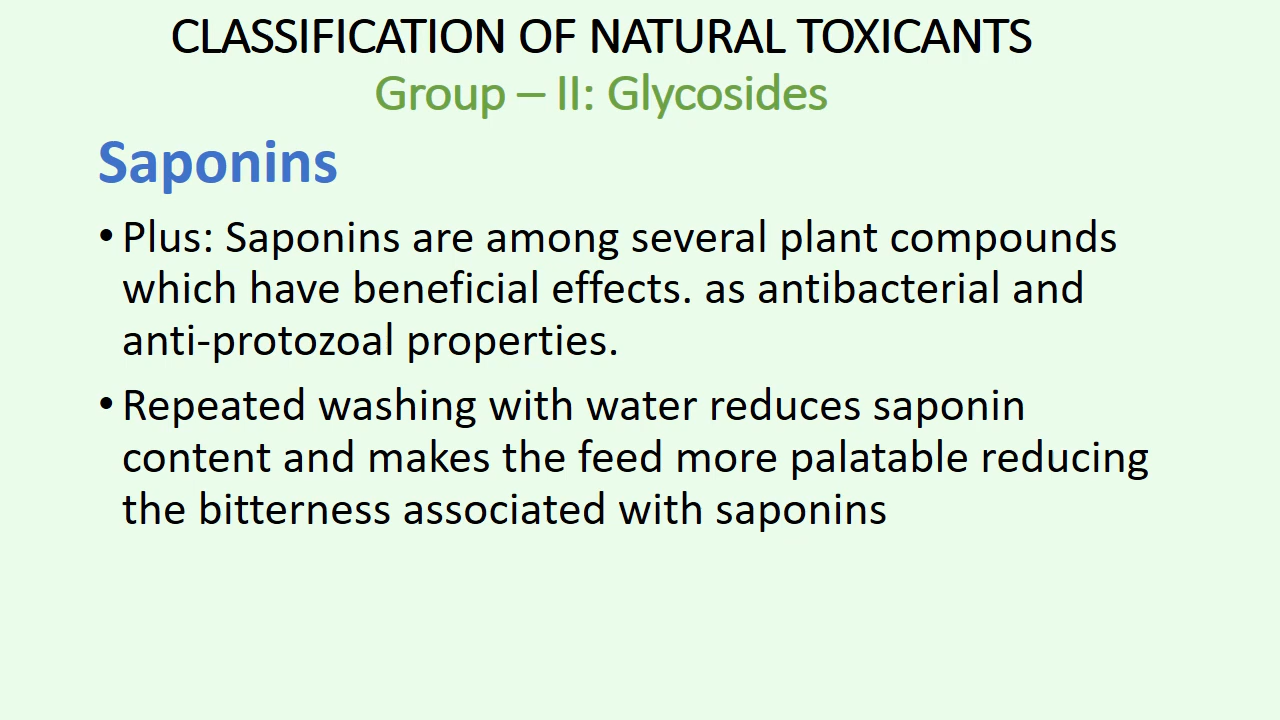 CLASSIFICATION OF NATURAL TOXICANTS
Group – II: Glycosides
Saponins
• Plus: Saponins are among several plant compounds
which have beneficial effects. as antibacterial and
anti-protozoal properties.
• Repeated washing with water reduces saponin
content and makes the feed more palatable reducing
the bitterness associated with saponins